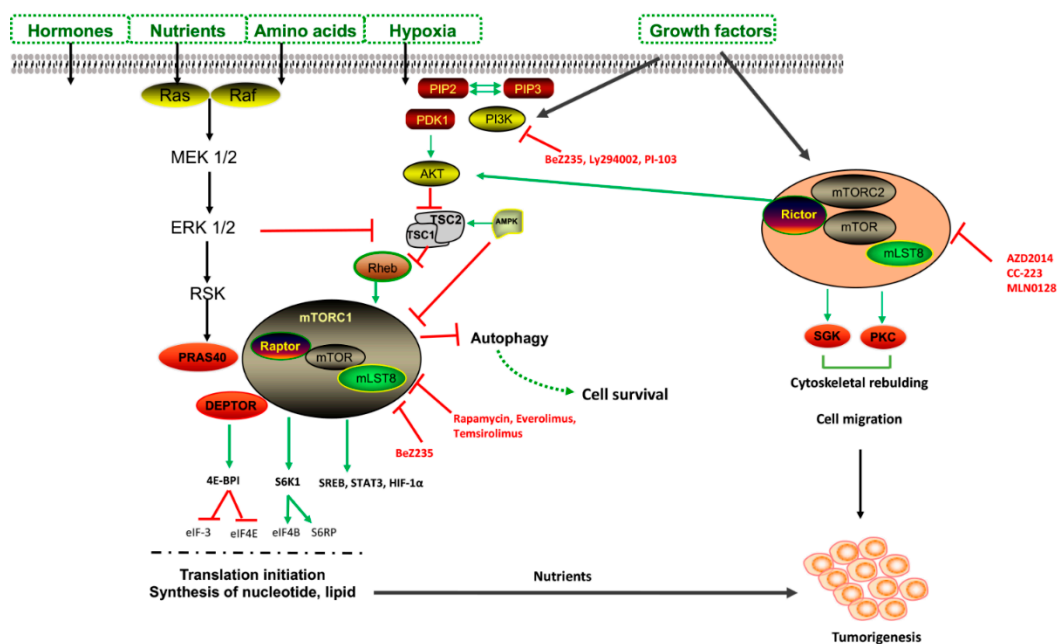 Hormones
Nutrients
Amino acids
Hypoxia
Growth factors
Ras
Raf
PIP2
PIP3
PDK1
PI3K
BeZ235, Ly294002, PI-103
MEK 1/2
AKT
mTORC2
Rictor
mTOR
mLST8
AZD2014
CC-223
MLN0128
ERK 1/2
TSC2
TSC1
AMPK
Rheb
RSK
mTORC1
Raptor
mTOR
mLST8
PRAS40
DEPTOR
Autophagy
Cell survival
SGK
PKC
Cytoskeletal rebulding
Cell migration
Rapamycin, Everolimus,
Temsirolimus
BeZ235
4E-BPI
S6K1
SREB, STAT3, HIF-1α
eIF-3
eIF4E
eIF4B
S6RP
Translation initiation
Synthesis of nucleotide, lipid
Nutrients
Tumorigenesis